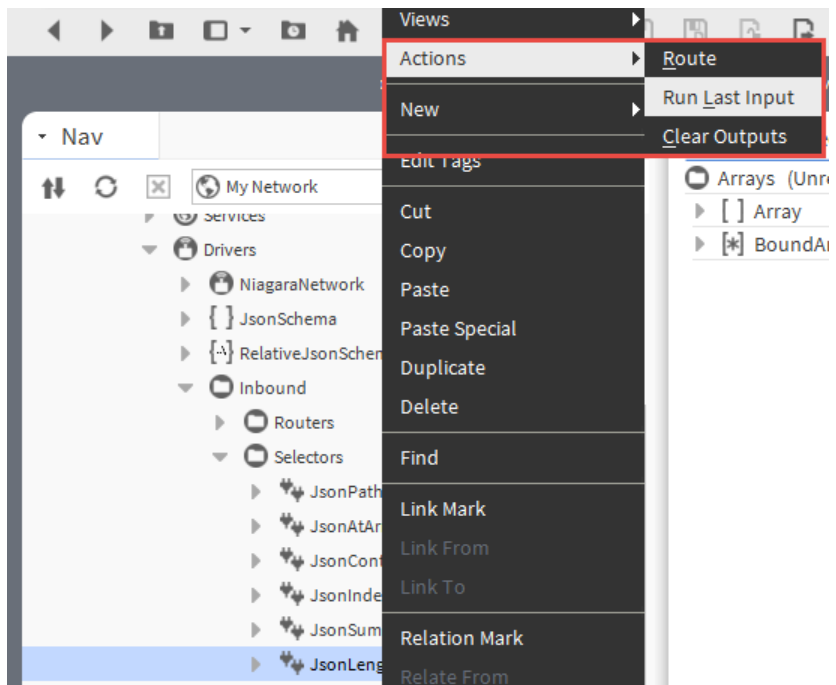 Views
Actions
Route
Run Last Input
New
Clear Outputs
Nav
Edit Tags
My Network
Arrays (Unr
Services
Cut
[ ] Array
Drivers
Copy
[*] BoundAr
NiagaraNetwork
Paste
{ } JsonSchema
Paste Special
RelativeJsonSchem
Duplicate
Inbound
Delete
Routers
Find
Selectors
JsonPath
Link Mark
JsonAtAr
Link From
JsonCont
Link To
JsonInde
JsonSum
Relation Mark
JsonLeng
Relate From